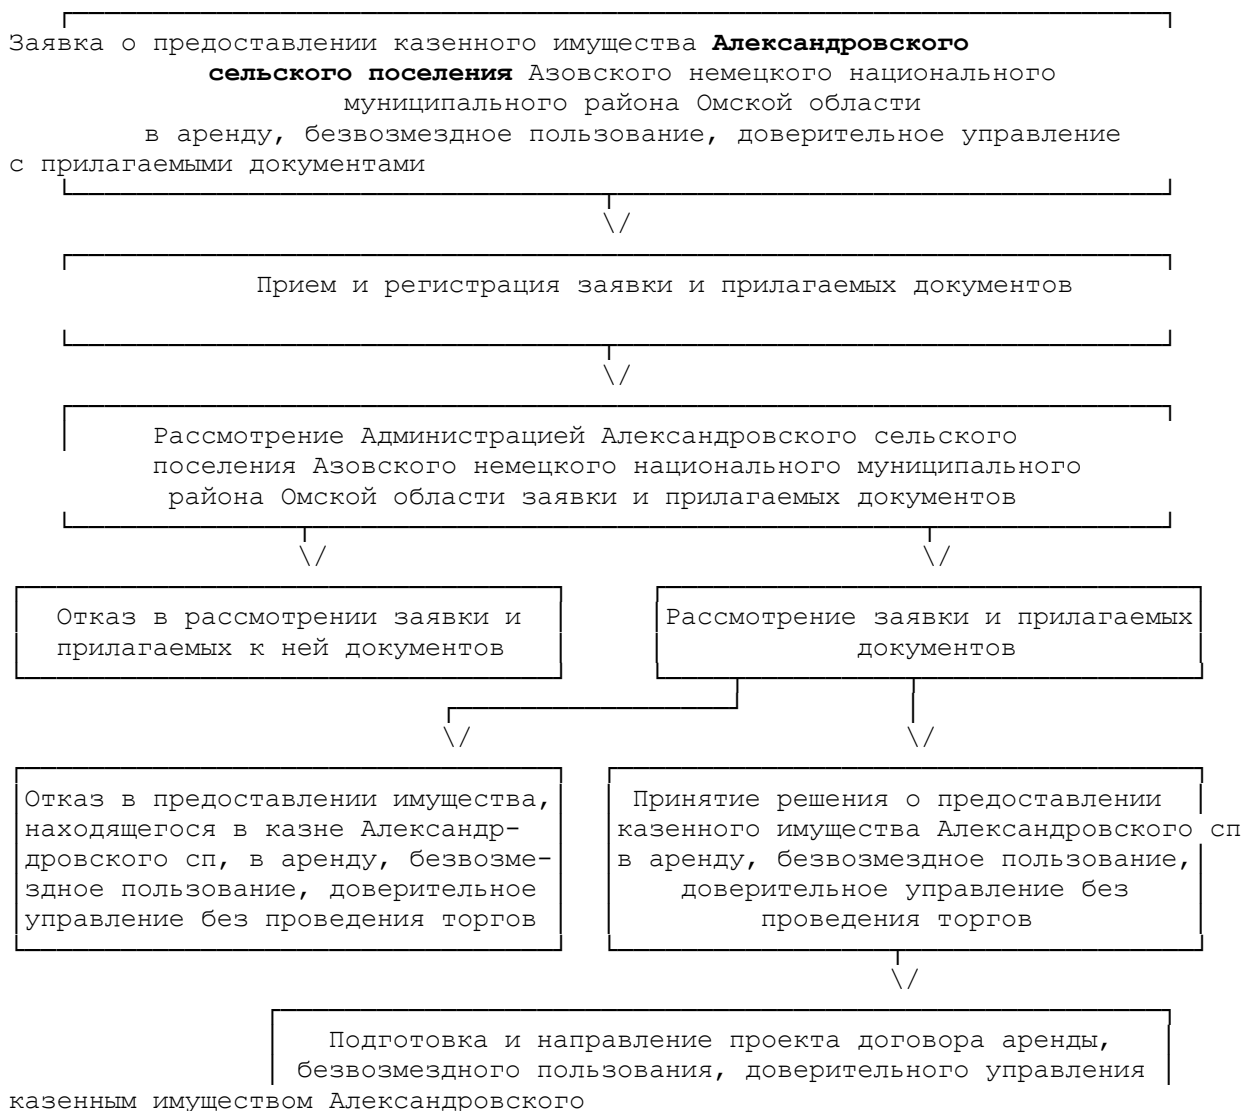 Заявка о предоставлении казенного имущества Александровского
сельского поселения Азовского немецкого национального
муниципального района Омской области
в аренду, безвозмездное пользование, доверительное управление
с прилагаемыми документами
\/
Прием и регистрация заявки и прилагаемых документов
\/
Рассмотрение Администрацией Александровского сельского
поселения Азовского немецкого национального муниципального
района Омской области заявки и прилагаемых документов
\/ \/
Отказ в рассмотрении заявки и
прилагаемых к ней документов
Рассмотрение заявки и прилагаемых
документов
\/ \/
Отказ в предоставлении имущества,
находящегося в казне Александр-
дровского сп, в аренду, безвозме-
здное пользование, доверительное
управление без проведения торгов
Принятие решения о предоставлении
казенного имущества Александровского сп
в аренду, безвозмездное пользование,
доверительное управление без
проведения торгов
\/
Подготовка и направление проекта договора аренды,
безвозмездного пользования, доверительного управления
казенным имуществом Александровского